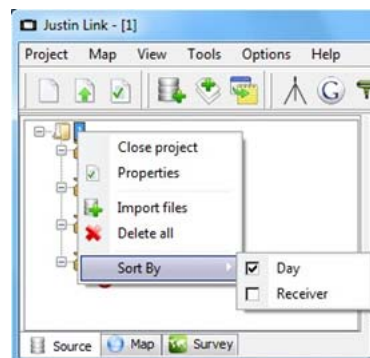 Justin Link - [1]
Project Map View Tools Options Help
G
Close project
Properties
Import files
Delete all
Sort By
Day
Receiver
Source Map Survey